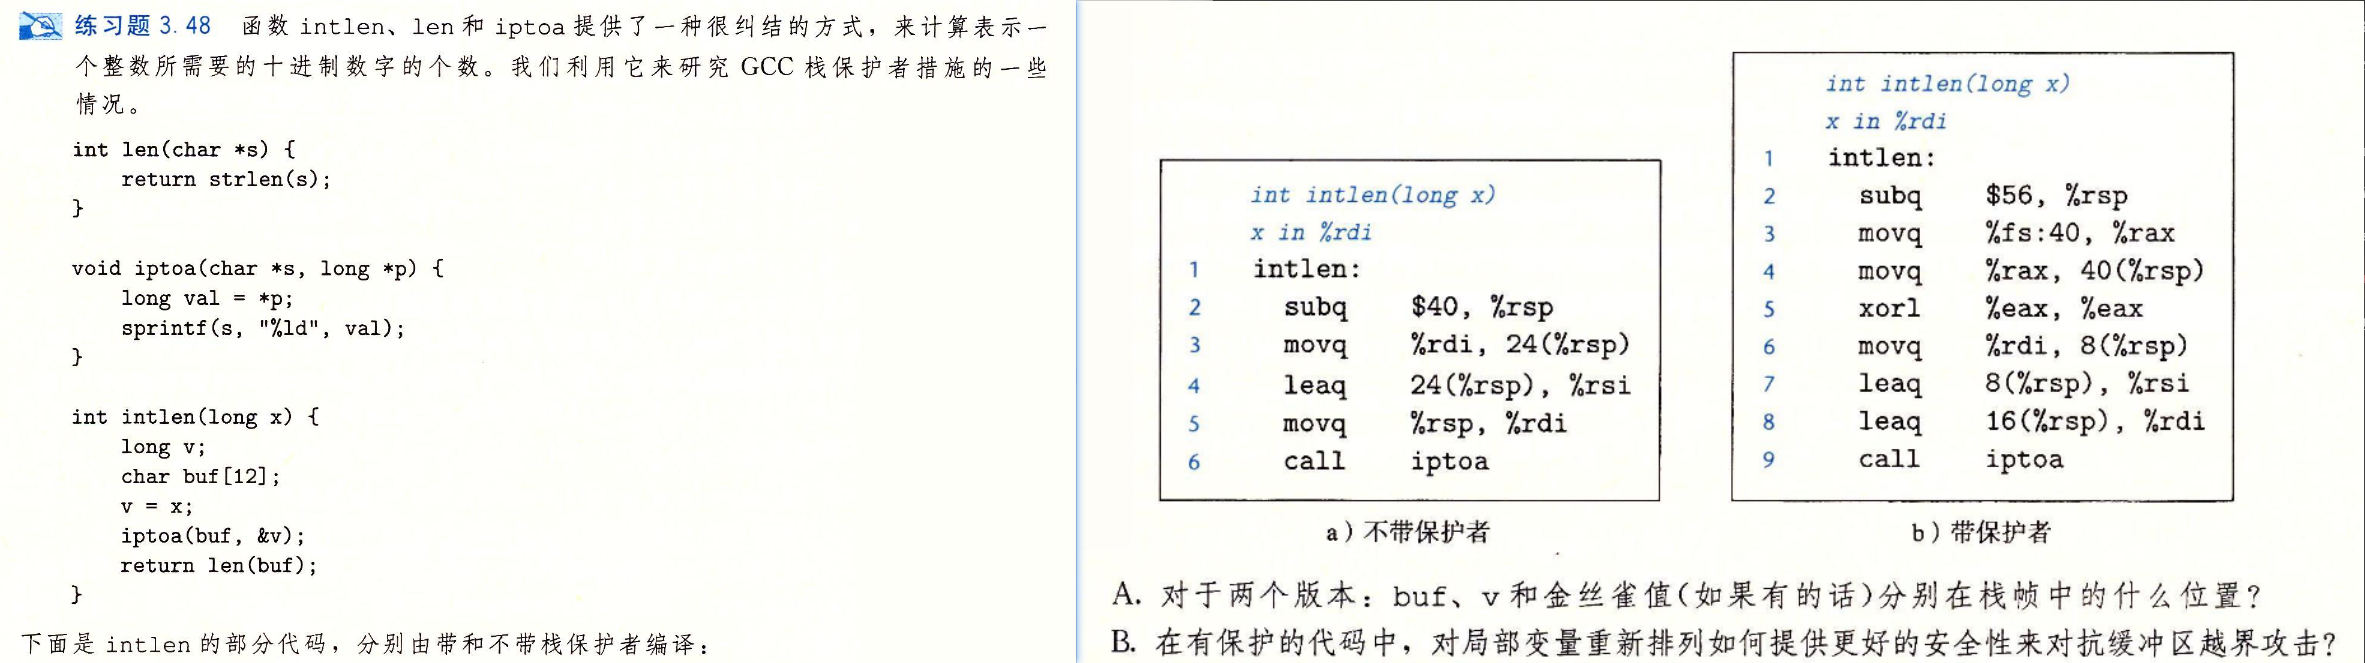 练习题 3.48 函数 intlen、len 和 iptoa 提供了一种很纠结的方式，来计算表示一
个整数所需要的十进制数字的个数。我们利用它来研究 GCC 栈保护者措施的一些
情况。
int len(char *s) {
    return strlen(s);
}
void iptoa(char *s, long *p) {
    long val = *p;
    sprintf(s, "%ld", val);
}
int intlen(long x) {
    long v;
    char buf[12];
    v = x;
    iptoa(buf, &v);
    return len(buf);
}
下面是 intlen 的部分代码，分别由带和不带栈保护者编译：
int intlen(long x)
x in %rdi
1 intlen:
2 subq $40, %rsp
3 movq %rdi, 24(%rsp)
4 leaq 24(%rsp), %rsi
5 movq %rsp, %rdi
6 call iptoa
a）不带保护者
int intlen(long x)
x in %rdi
1 intlen:
2 subq $56, %rsp
3 movq %fs:40, %rax
4 movq %rax, 40(%rsp)
5 xorl %eax, %eax
6 movq %rdi, 8(%rsp)
7 leaq 8(%rsp), %rsi
8 leaq 16(%rsp), %rdi
9 call iptoa
b）带保护者
A. 对于两个版本：buf、v 和金丝雀值(如果有的话)分别在栈帧中的什么位置？
B. 在有保护的代码中，对局部变量重新排列如何提供更好的安全性来对抗缓冲区越界攻击？